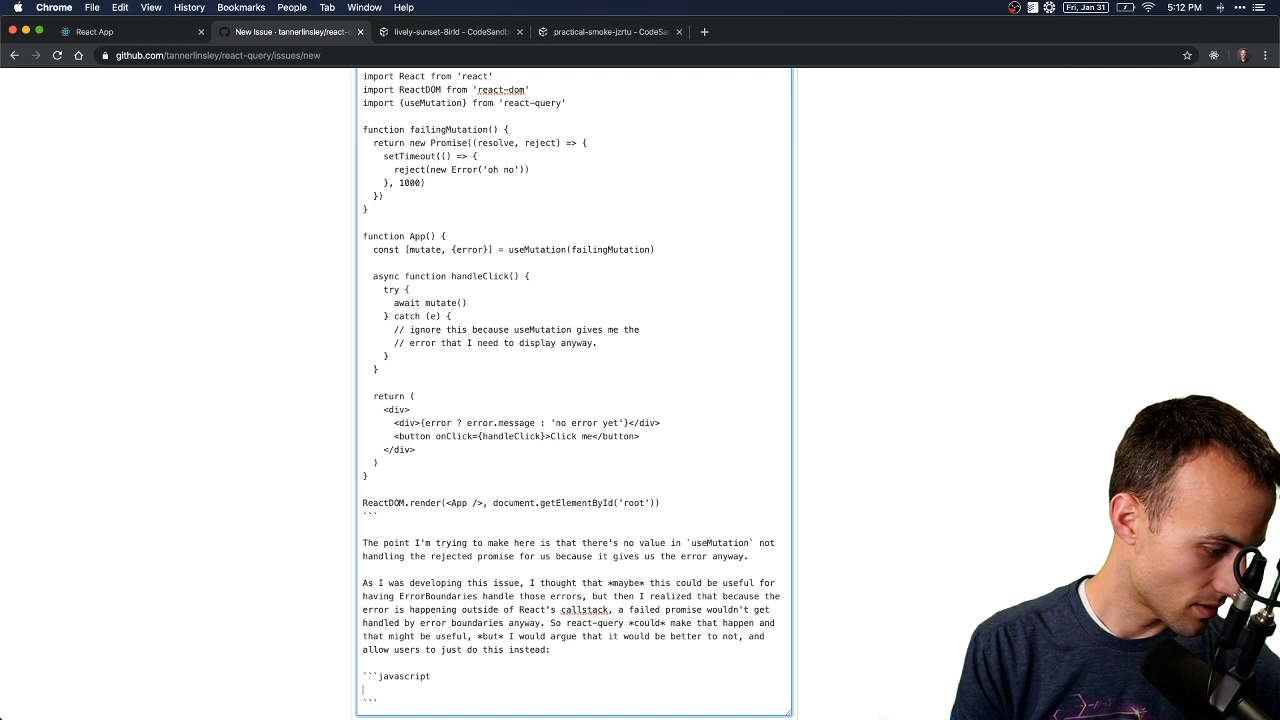 Chrome File Edit View History Bookmarks People Tab Window Help
Fri, Jan 31 5:12 PM
React App
New Issue · tannerlinsley/react-q
lively-sunset-8irld - CodeSandb
practical-smoke-jzrtu - CodeSan
github.com/tannerlinsley/react-query/issues/new
import React from 'react'
import ReactDOM from 'react-dom'
import {useMutation} from 'react-query'
function failingMutation() {
return new Promise((resolve, reject) => {
setTimeout(() => {
reject(new Error('oh no'))
}, 1000)
})
}
function App() {
const [mutate, {error}] = useMutation(failingMutation)
async function handleClick() {
try {
await mutate()
} catch (e) {
// ignore this because useMutation gives me the
// error that I need to display anyway.
}
}
return (
<div>
<div>{error ? error.message : 'no error yet'}</div>
<button onClick={handleClick}>Click me</button>
</div>
)
}
ReactDOM.render(<App />, document.getElementById('root'))
```
The point I'm trying to make here is that there's no value in `useMutation` not
handling the rejected promise for us because it gives us the error anyway.
As I was developing this issue, I thought that *maybe* this could be useful for
having ErrorBoundaries handle those errors, but then I realized that because the
error is happening outside of React's callstack, a failed promise wouldn't get
handled by error boundaries anyway. So react-query *could* make that happen and
that might be useful, *but* I would argue that it would be better to not, and
allow users to just do this instead:
```javascript
```